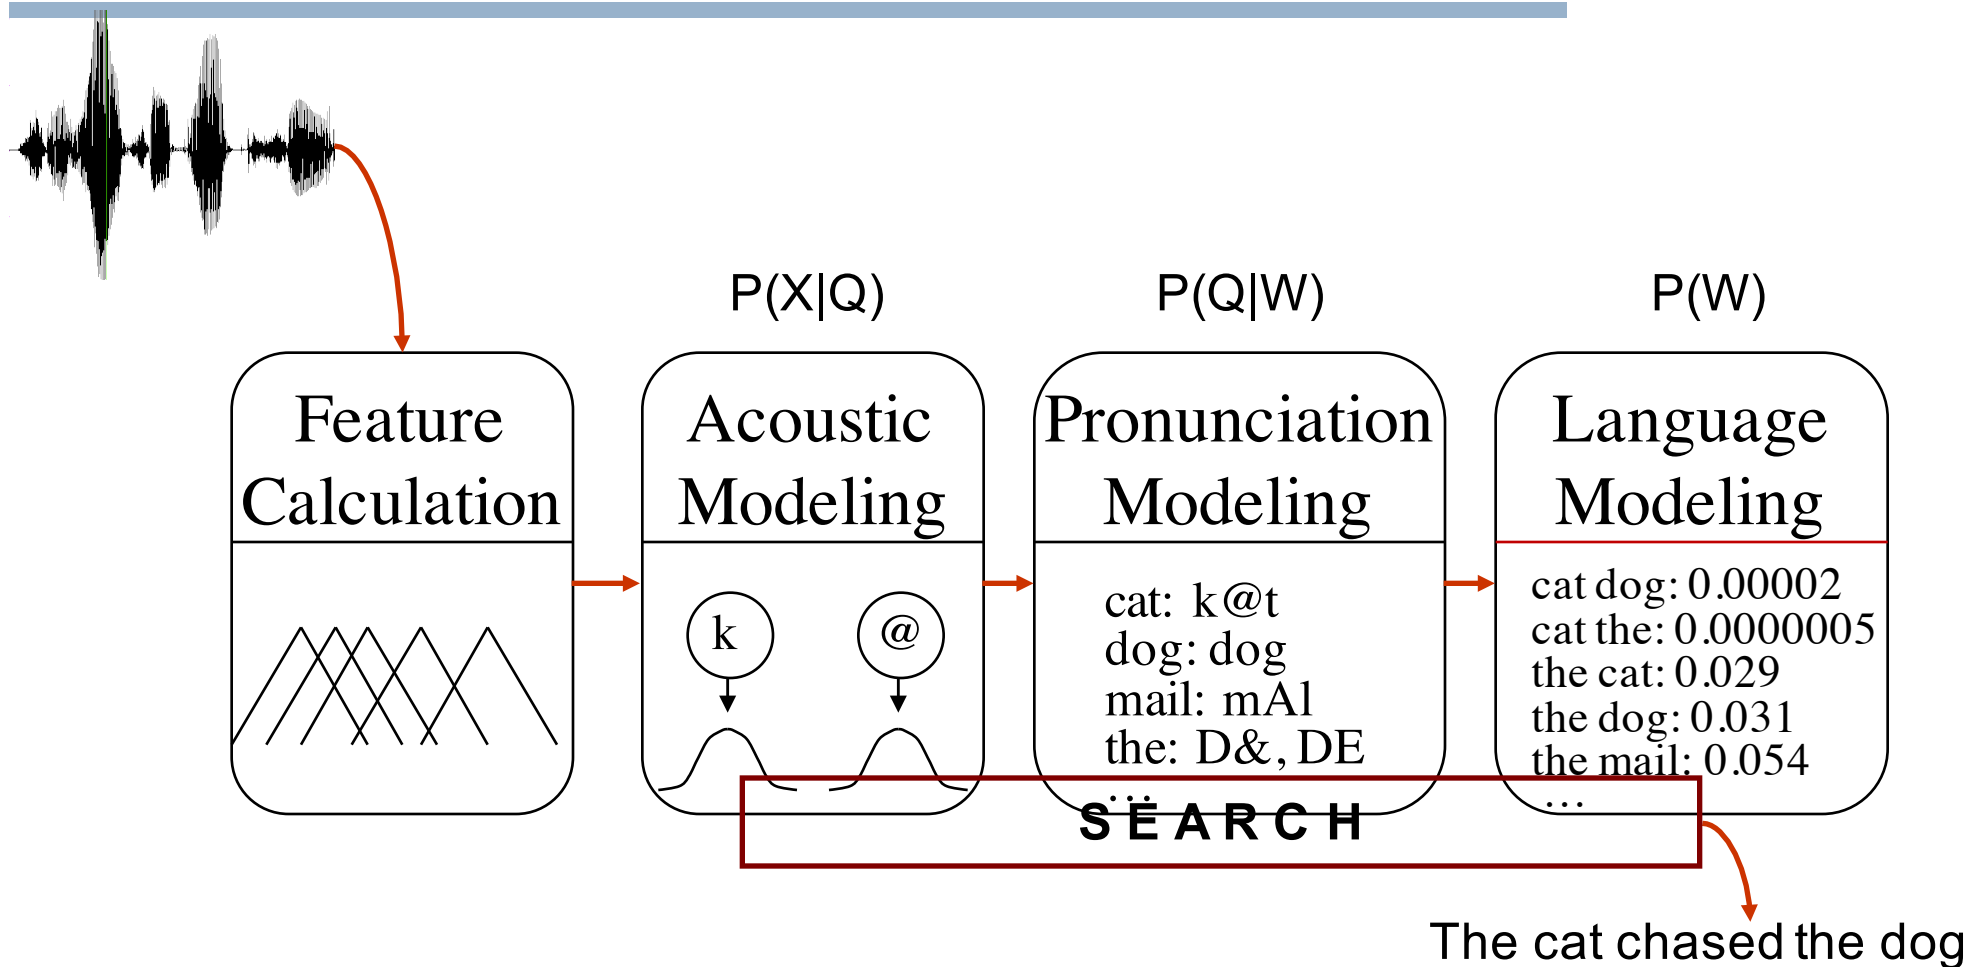 P(X|Q)
P(Q|W)
P(W)
Feature
Calculation
Acoustic
Modeling
k
@
Pronunciation
Modeling
cat: k@t
dog: dog
mail: mAl
the: D&, DE
...
Language
Modeling
cat dog: 0.00002
cat the: 0.0000005
the cat: 0.029
the dog: 0.031
the mail: 0.054
...
S E A R C H
The cat chased the dog